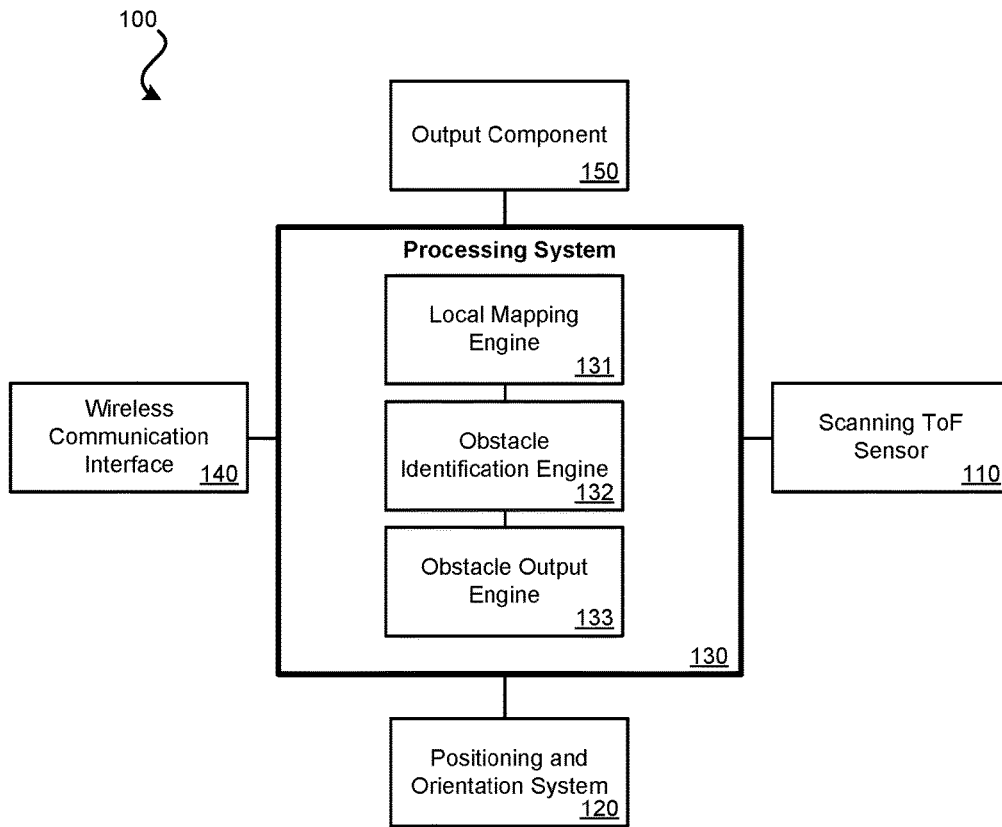 100
Output Component
150
Processing System
Local Mapping
Engine
131
Wireless
Communication
Interface
140
Obstacle
Identification Engine
132
Scanning ToF
Sensor
110
Obstacle Output
Engine
133
130
Positioning and
Orientation System
120